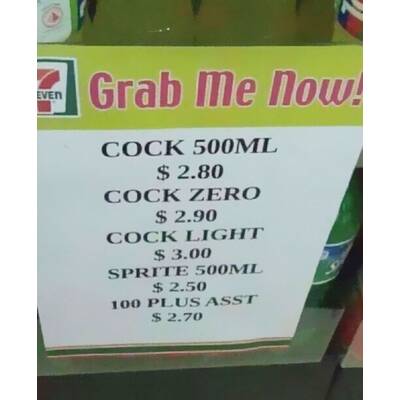 7
EVEN
Grab Me Now!
COCK 500ML
$ 2.80
COCK ZERO
$ 2.90
COCK LIGHT
$ 3.00
SPRITE 500ML
$ 2.50
100 PLUS ASST
$ 2.70